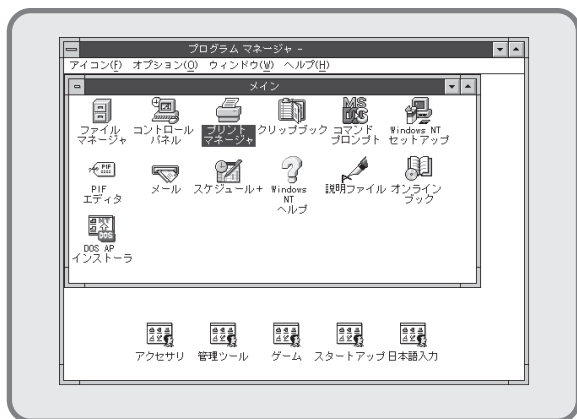 プログラム マネージャ -
アイコン(F) オプション(O) ウィンドウ(W) ヘルプ(H)
メイン
ファイル マネージャ
コントロール パネル
プリント マネージャ
クリップブック
MS DOS
コマンド プロンプト
Windows NT セットアップ
PIF
PIF エディタ
メール
スケジュール+
Windows NT ヘルプ
説明ファイル
オンライン ブック
NT
DOS
DOS AP インストーラ
アクセサリ
管理ツール
ゲーム
スタートアップ
日本語入力